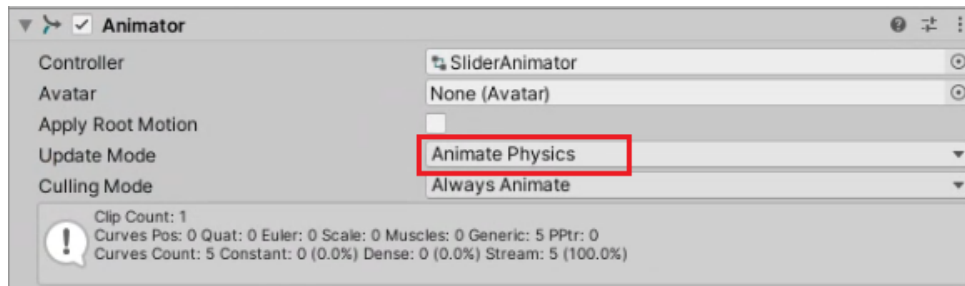 Animator
Controller SliderAnimator
Avatar None (Avatar)
Apply Root Motion
Update Mode Animate Physics
Culling Mode Always Animate
Clip Count: 1
Curves Pos: 0 Quat: 0 Euler: 0 Scale: 0 Muscles: 0 Generic: 5 PPtr: 0
Curves Count: 5 Constant: 0 (0.0%) Dense: 0 (0.0%) Stream: 5 (100.0%)